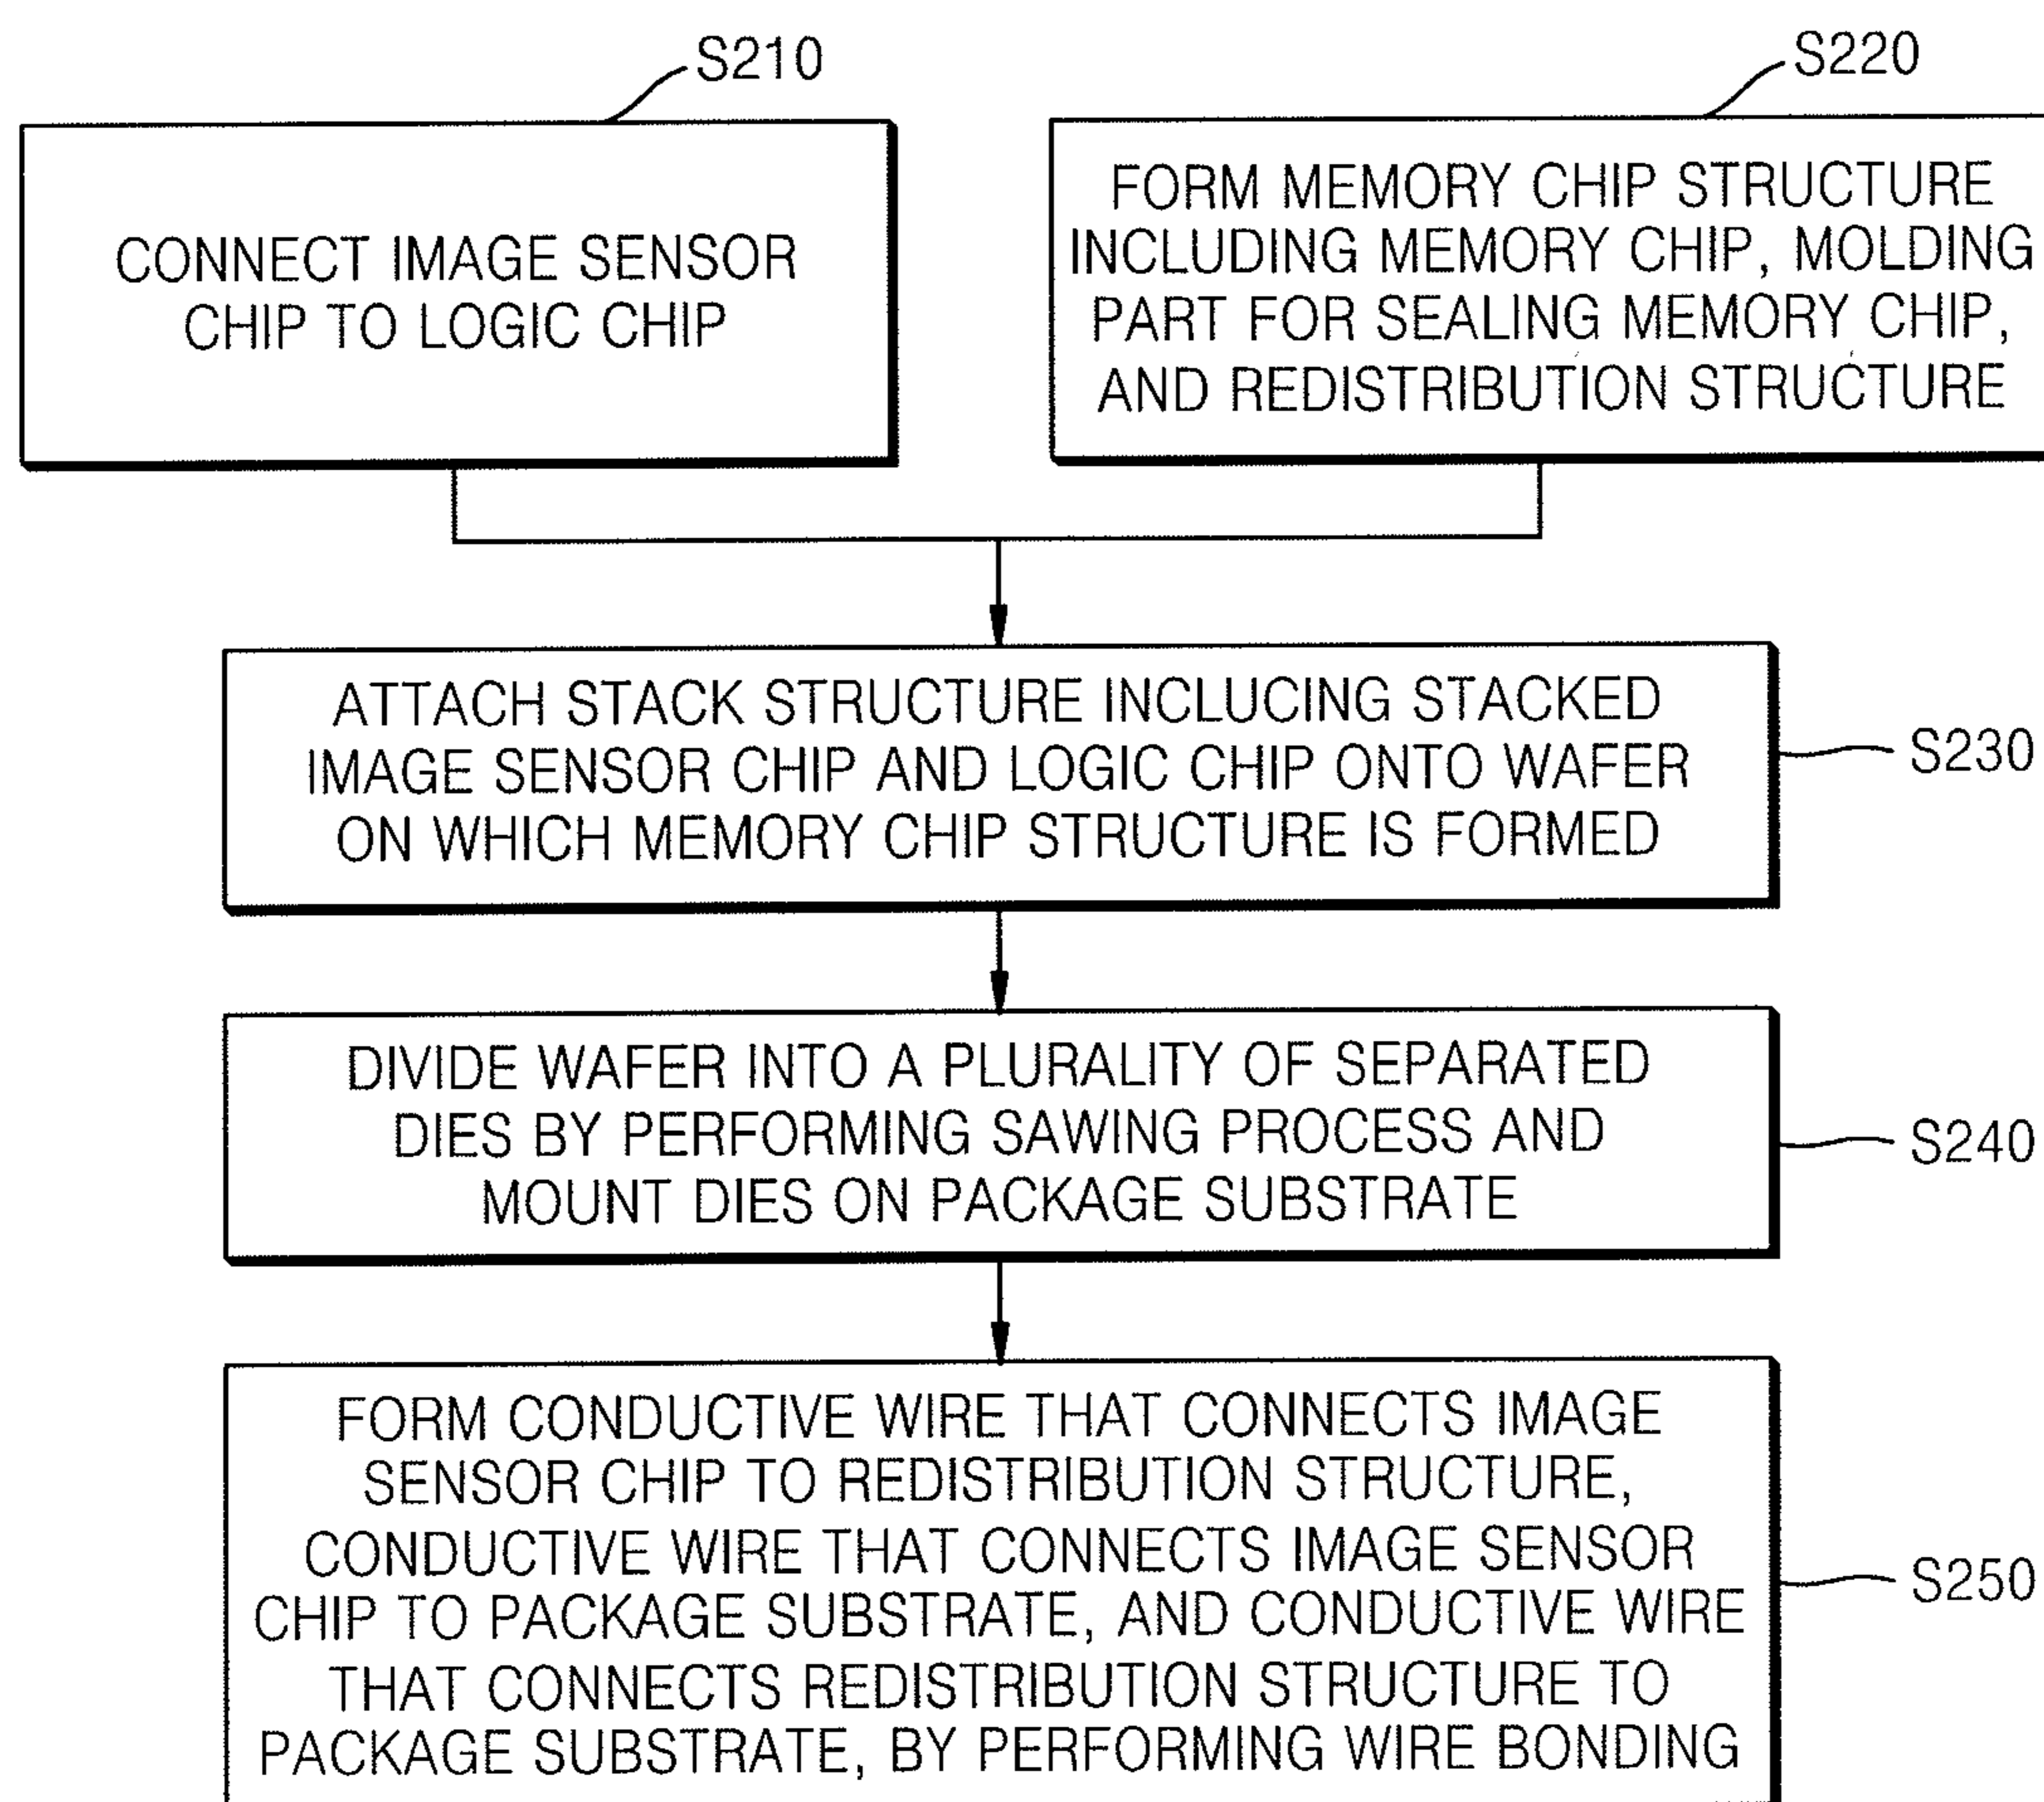 S210
CONNECT IMAGE SENSOR
CHIP TO LOGIC CHIP
S220
FORM MEMORY CHIP STRUCTURE
INCLUDING MEMORY CHIP, MOLDING
PART FOR SEALING MEMORY CHIP,
AND REDISTRIBUTION STRUCTURE
ATTACH STACK STRUCTURE INCLUCING STACKED
IMAGE SENSOR CHIP AND LOGIC CHIP ONTO WAFER
ON WHICH MEMORY CHIP STRUCTURE IS FORMED
S230
DIVIDE WAFER INTO A PLURALITY OF SEPARATED
DIES BY PERFORMING SAWING PROCESS AND
MOUNT DIES ON PACKAGE SUBSTRATE
S240
FORM CONDUCTIVE WIRE THAT CONNECTS IMAGE
SENSOR CHIP TO REDISTRIBUTION STRUCTURE,
CONDUCTIVE WIRE THAT CONNECTS IMAGE SENSOR
CHIP TO PACKAGE SUBSTRATE, AND CONDUCTIVE WIRE
THAT CONNECTS REDISTRIBUTION STRUCTURE TO
PACKAGE SUBSTRATE, BY PERFORMING WIRE BONDING
S250